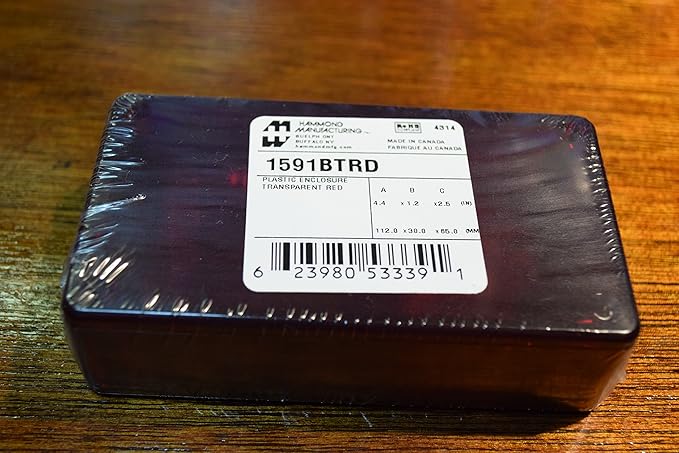 HAMMOND
MANUFACTURING
GUELPH ONT
BUFFALO NY
hammondmfg.com
RoHS
COMPLIANT
4314
MADE IN CANADA
FABRIQUE AU CANADA
1591BTRD
PLASTIC ENCLOSURE
TRANSPARENT RED
A B C
4.4 x 1.2 x 2.5 (IN)
112.0 x 30.0 x 65.0 (MM
6 23980 53339 1